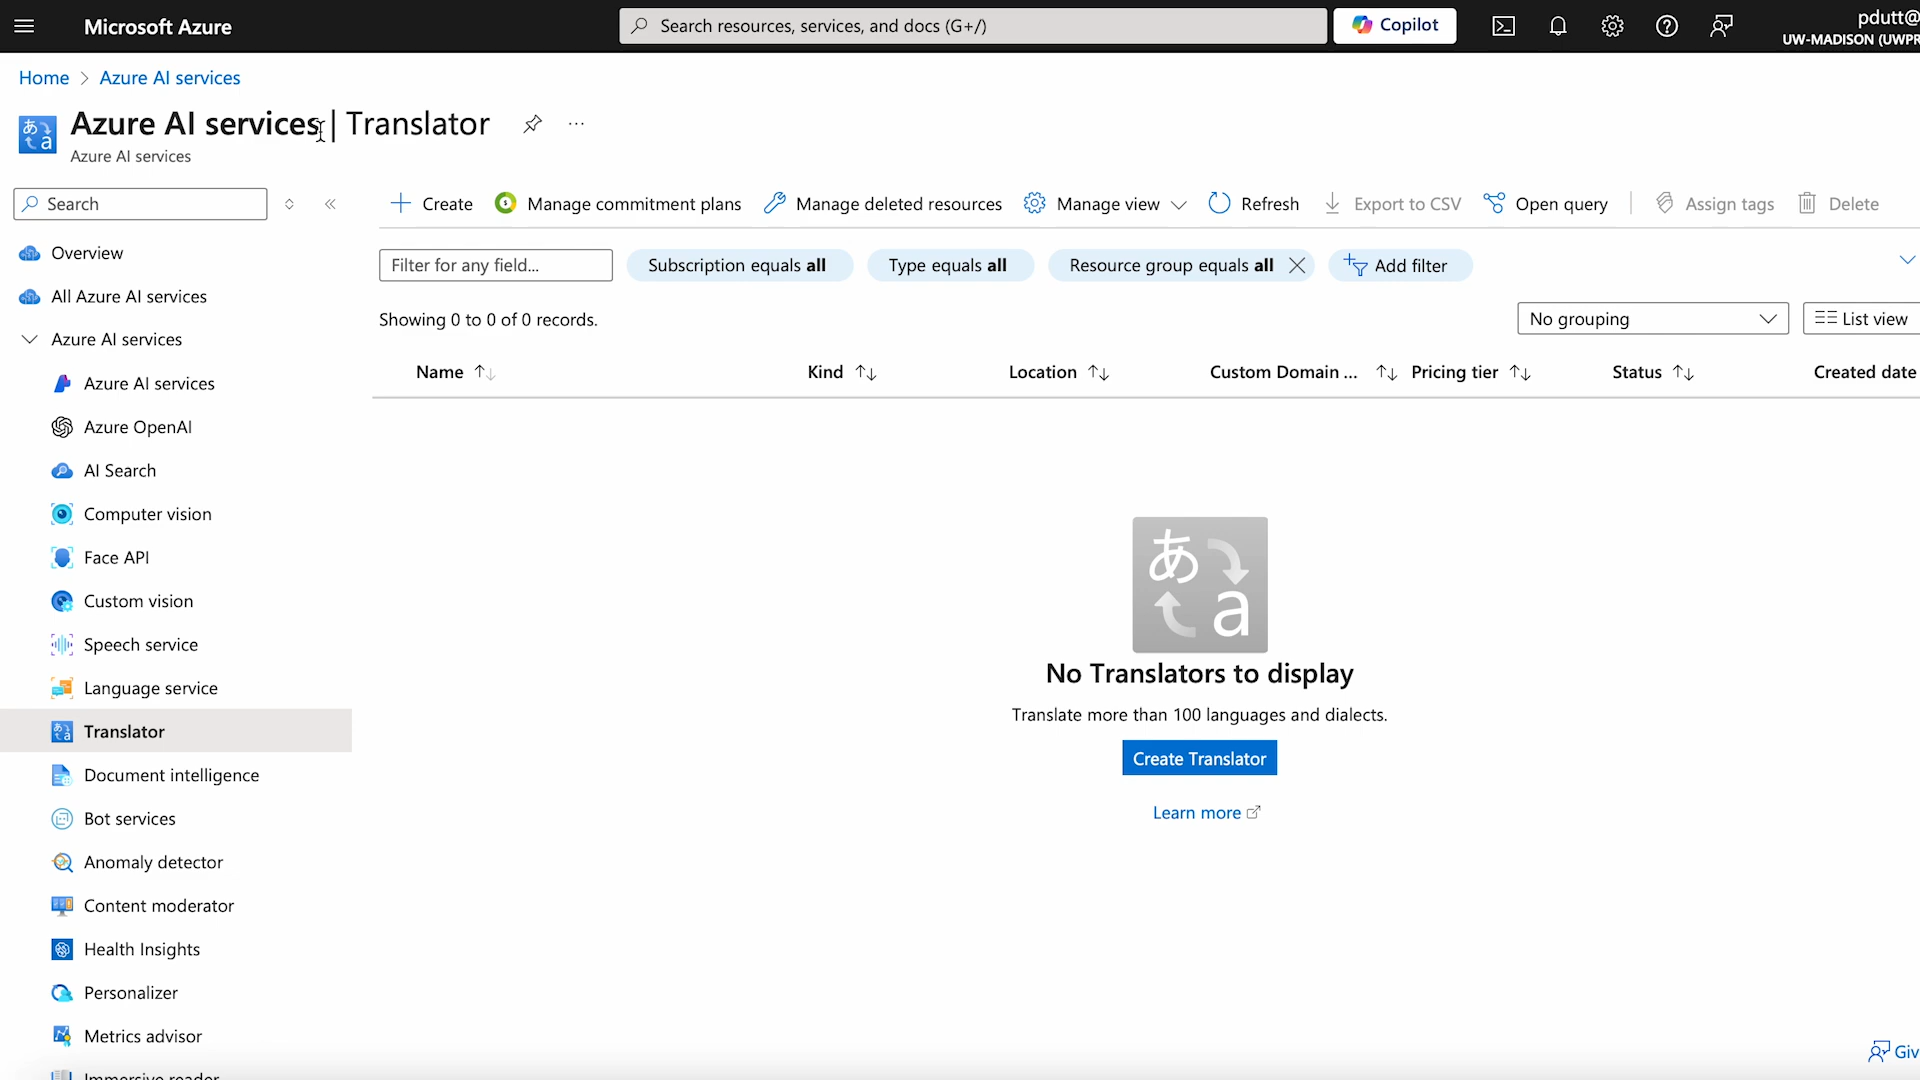 Microsoft Azure
Search resources, services, and docs (G+/)
Copilot
pdutt@
UW-MADISON (UWPR
Home > Azure AI services
Azure AI services | Translator
Azure AI services
Search
Create
Manage commitment plans
Manage deleted resources
Manage view
Refresh
Export to CSV
Open query
Assign tags
Delete
Overview
All Azure AI services
Azure AI services
Azure AI services
Azure OpenAI
AI Search
Computer vision
Face API
Custom vision
Speech service
Language service
Translator
Document intelligence
Bot services
Anomaly detector
Content moderator
Health Insights
Personalizer
Metrics advisor
Immersive reader
Filter for any field...
Subscription equals all
Type equals all
Resource group equals all
Add filter
Showing 0 to 0 of 0 records.
No grouping
List view
Name
Kind
Location
Custom Domain ...
Pricing tier
Status
Created date
あ a
No Translators to display
Translate more than 100 languages and dialects.
Create Translator
Learn more
Giv